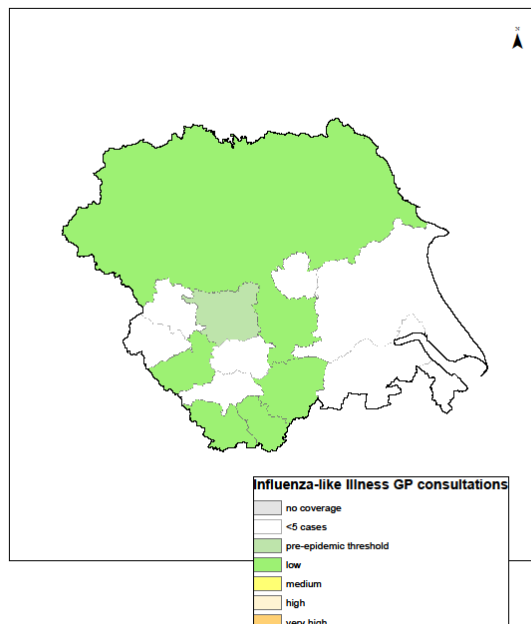 Influenza-like Illness GP consultations
no coverage
<5 cases
pre-epidemic threshold
low
medium
high
very high